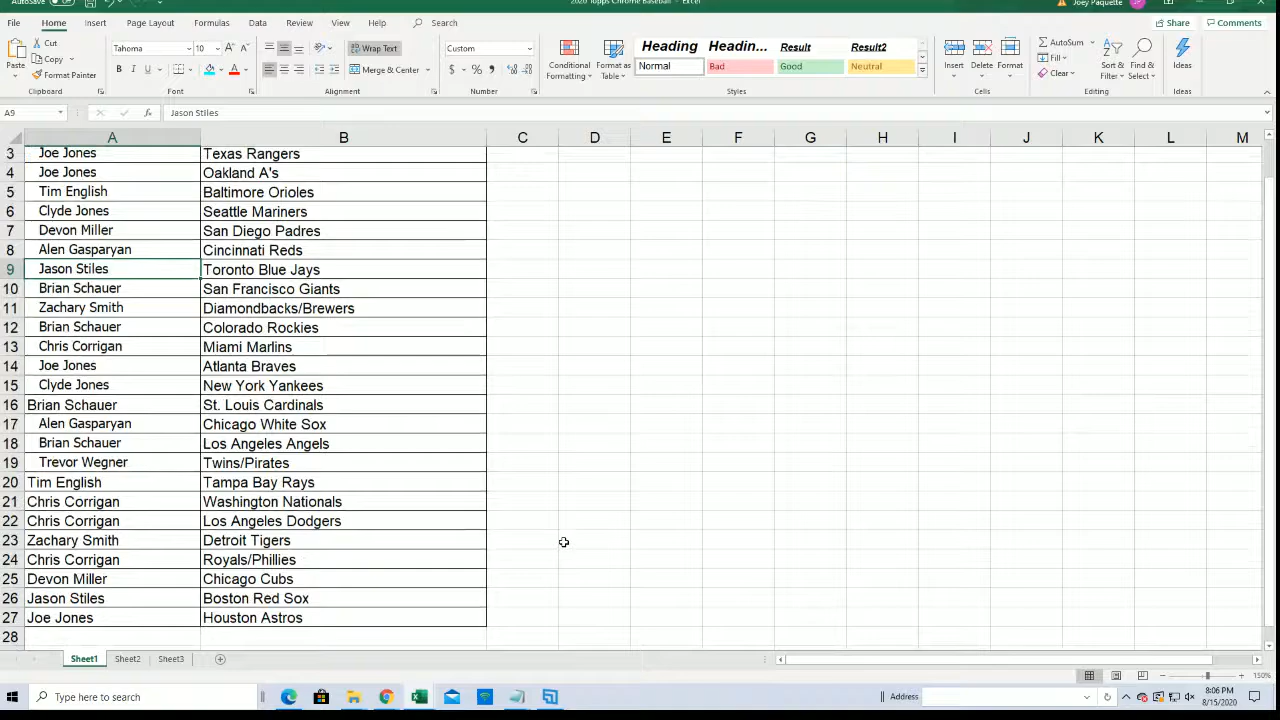 AutoSave
2020 Topps Chrome Baseball - Excel
Joey Paquette
JP
File Home Insert Page Layout Formulas Data Review View Help Search Share Comments
Paste Cut Copy Format Painter Clipboard
Tahoma 10 A A B I U A Font
Wrap Text Merge & Center Alignment
Custom $ % , Number
Conditional Formatting Format as Table
Heading Headin... Result Result2
Normal Bad Good Neutral Styles
Insert Delete Format Cells
AutoSum Fill Clear Sort & Filter Find & Select Editing
Ideas Ideas
A9 fx Jason Stiles
A B C D E F G H I J K L M
3 Joe Jones Texas Rangers
4 Joe Jones Oakland A's
5 Tim English Baltimore Orioles
6 Clyde Jones Seattle Mariners
7 Devon Miller San Diego Padres
8 Alen Gasparyan Cincinnati Reds
9 Jason Stiles Toronto Blue Jays
10 Brian Schauer San Francisco Giants
11 Zachary Smith Diamondbacks/Brewers
12 Brian Schauer Colorado Rockies
13 Chris Corrigan Miami Marlins
14 Joe Jones Atlanta Braves
15 Clyde Jones New York Yankees
16 Brian Schauer St. Louis Cardinals
17 Alen Gasparyan Chicago White Sox
18 Brian Schauer Los Angeles Angels
19 Trevor Wegner Twins/Pirates
20 Tim English Tampa Bay Rays
21 Chris Corrigan Washington Nationals
22 Chris Corrigan Los Angeles Dodgers
23 Zachary Smith Detroit Tigers
24 Chris Corrigan Royals/Phillies
25 Devon Miller Chicago Cubs
26 Jason Stiles Boston Red Sox
27 Joe Jones Houston Astros
28
Sheet1 Sheet2 Sheet3
150%
Type here to search
Address
8:06 PM
8/15/2020